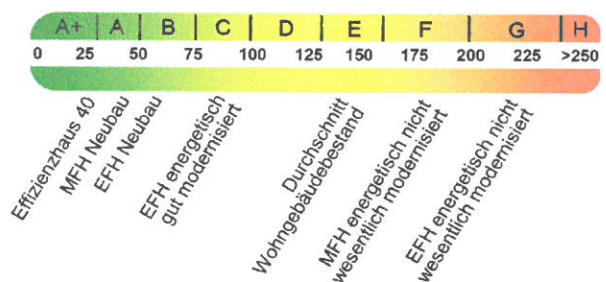 A+ A B C D E F G H
0 25 50 75 100 125 150 175 200 225 >250
Effizienzhaus 40
MFH Neubau
EFH Neubau
EFH energetisch
gut modernisiert
Durchschnitt
Wohngebäudebestand
MFH energetisch nicht
wesentlich modernisiert
EFH energetisch nicht
wesentlich modernisiert